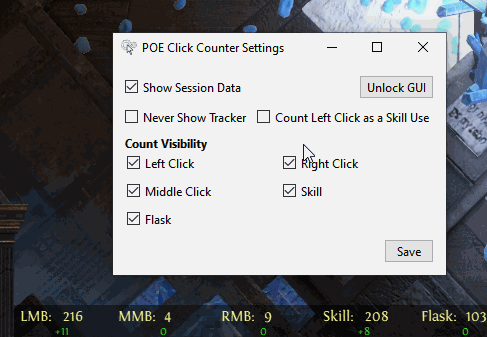 POE Click Counter Settings
Show Session Data
Unlock GUI
Never Show Tracker
Count Left Click as a Skill Use
Count Visibility
Left Click
Right Click
Middle Click
Skill
Flask
Save
LMB: 216 MMB: 4 RMB: 9 Skill: 208 Flask: 103
+11 0 0 +8 0